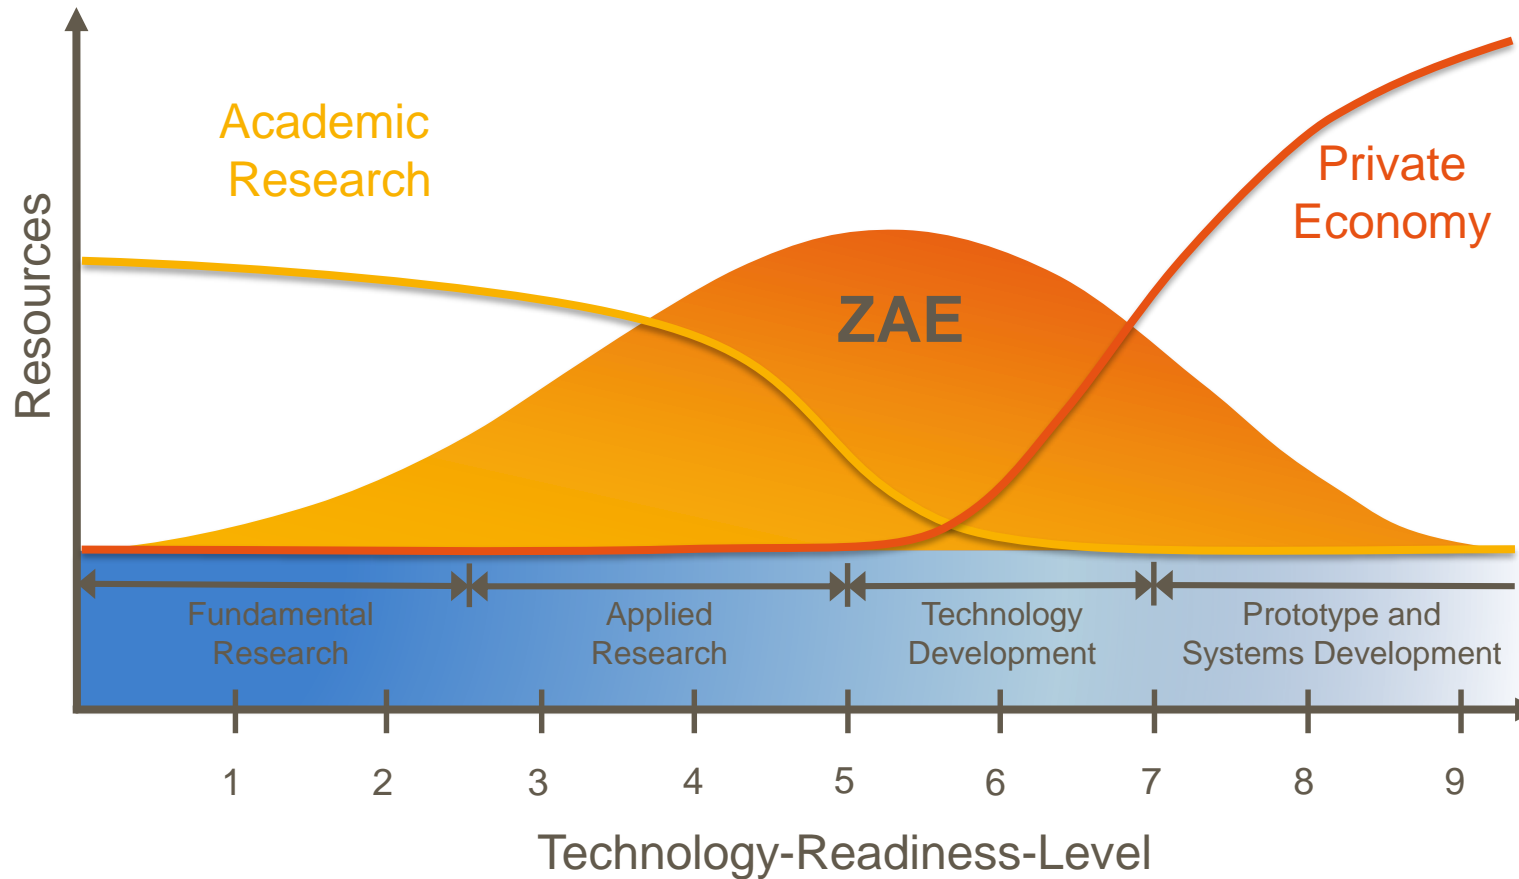 Academic
Research
Private
Economy
Resources
ZAE
Fundamental
Research
Applied
Research
Technology
Development
Prototype and
Systems Development
1 2 3 4 5 6 7 8 9
Technology-Readiness-Level